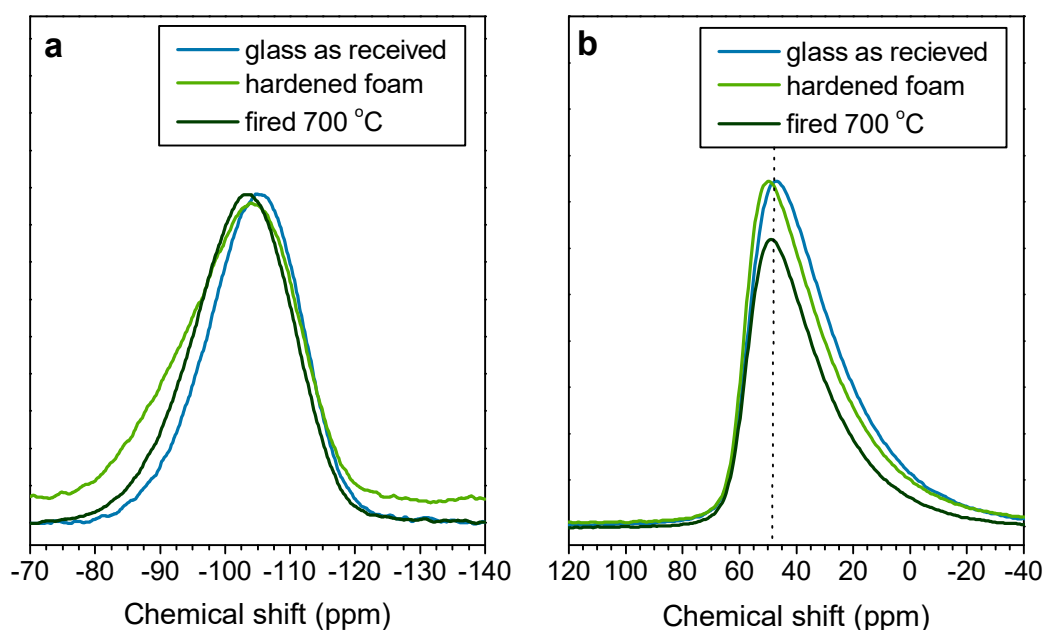 a
glass as received
hardened foam
fired 700 °C
-70 -80 -90 -100 -110 -120 -130 -140
Chemical shift (ppm)
b
glass as recieved
hardened foam
fired 700 °C
120 100 80 60 40 20 0 -20 -40
Chemical shift (ppm)